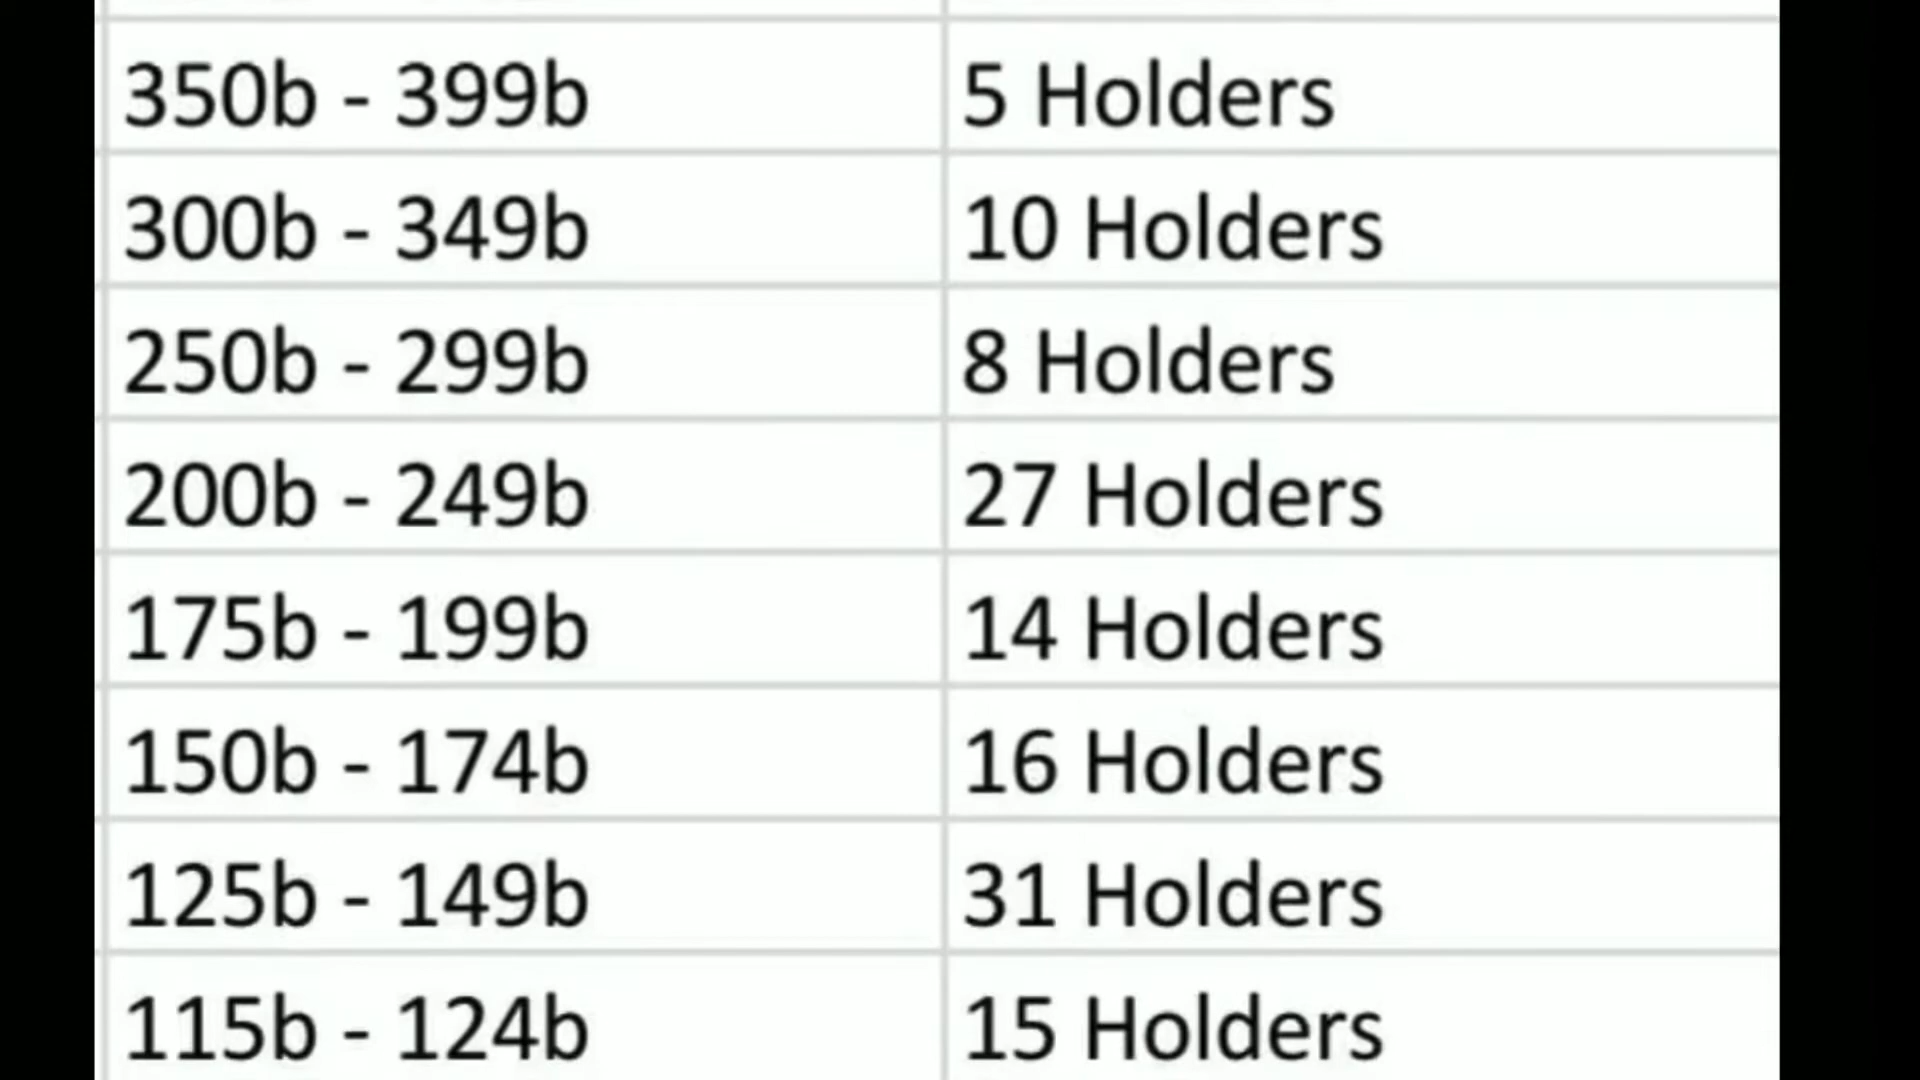 350b - 399b 5 Holders
300b - 349b 10 Holders
250b - 299b 8 Holders
200b - 249b 27 Holders
175b - 199b 14 Holders
150b - 174b 16 Holders
125b - 149b 31 Holders
115b - 124b 15 Holders